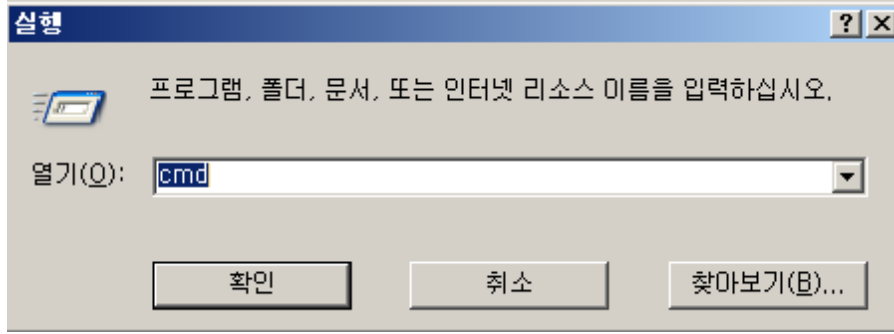 실행
프로그램, 폴더, 문서, 또는 인터넷 리소스 이름을 입력하십시오.
열기(O): cmd
확인 취소 찾아보기(B)...